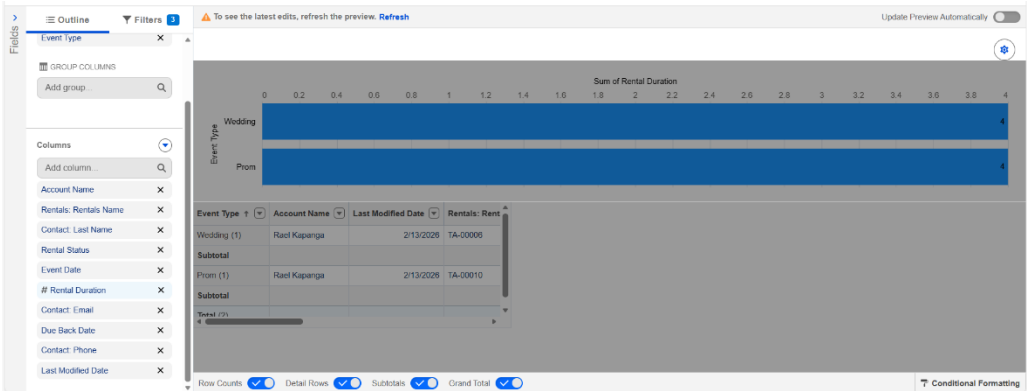 Fields
Outline
Filters 3
Event Type
GROUP COLUMNS
Add group...
Columns
Add column...
Account Name
Rentals: Rentals Name
Contact: Last Name
Rental Status
Event Date
# Rental Duration
Contact: Email
Due Back Date
Contact: Phone
Last Modified Date
To see the latest edits, refresh the preview. Refresh
Update Preview Automatically
Sum of Rental Duration
0 0.2 0.4 0.6 0.8 1 1.2 1.4 1.6 1.8 2 2.2 2.4 2.6 2.8 3 3.2 3.4 3.6 3.8 4
Event Type
Wedding 4
Prom 4
Event Type ↑ Account Name Last Modified Date Rentals: Rent
Wedding (1) Rael Kapanga 2/13/2026 TA-00006
Subtotal
Prom (1) Rael Kapanga 2/13/2026 TA-00010
Subtotal
Total (2)
Row Counts Detail Rows Subtotals Grand Total Conditional Formatting